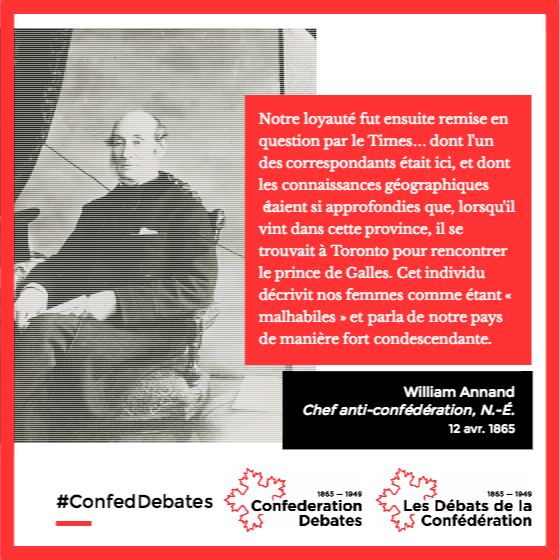 Notre loyauté fut ensuite remise en
question par le Times... dont l'un
des correspondants était ici, et dont
les connaissances géographiques
étaient si approfondies que, lorsqu'il
vint dans cette province, il se
trouvait à Toronto pour rencontrer
le prince de Galles. Cet individu
décrivit nos femmes comme étant «
malhabiles » et parla de notre pays
de manière fort condescendante.
William Annand
Chef anti-confédération, N.-É.
12 avr. 1865
#ConfedDebates
1865 — 1949
Confederation
Debates
1865 — 1949
Les Débats de la
Confédération